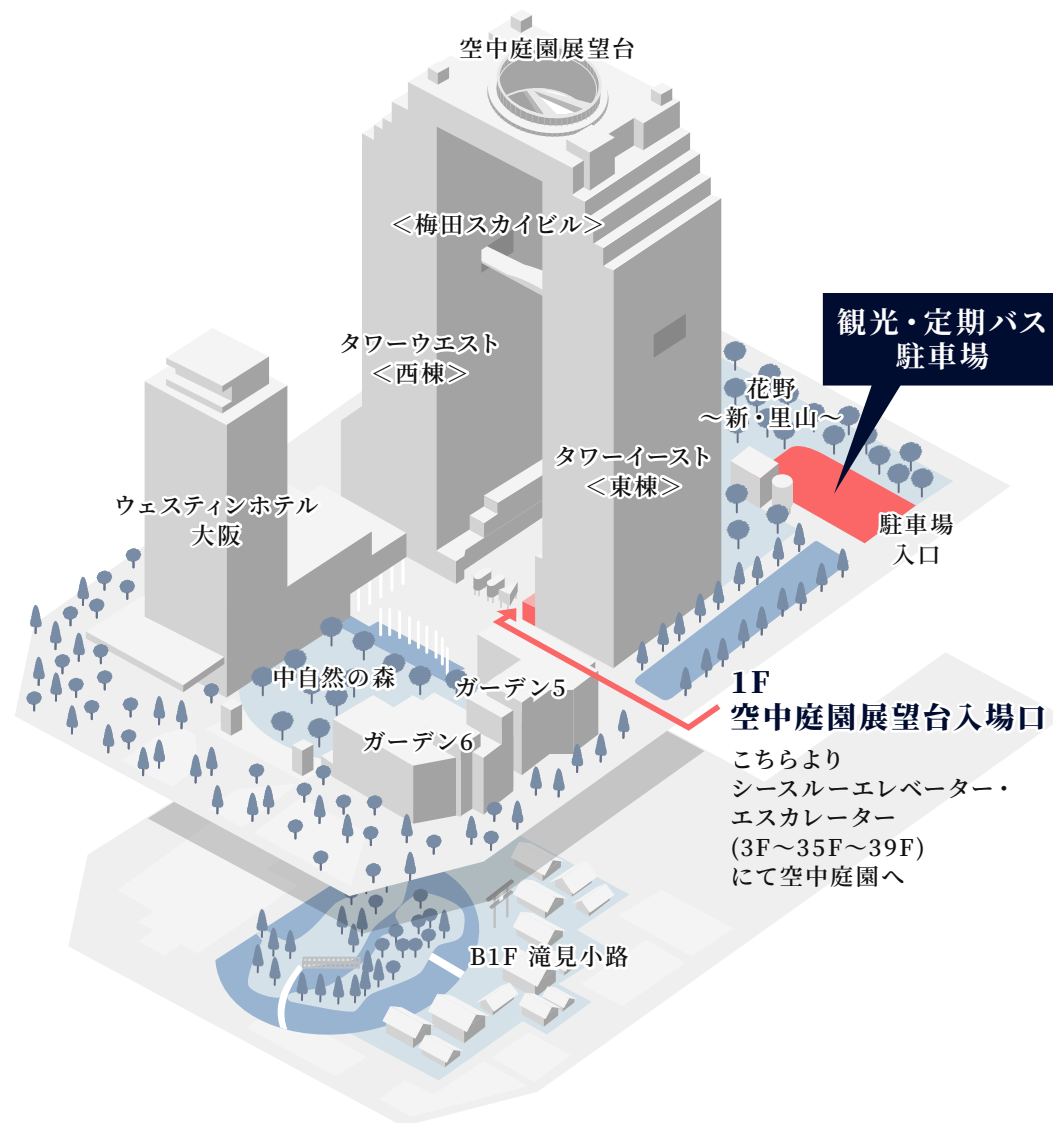 空中庭園展望台
＜梅田スカイビル＞
タワーウエスト
＜西棟＞
観光・定期バス
駐車場
花野
～新・里山～
タワーイースト
＜東棟＞
ウェスティンホテル
大阪
駐車場
入口
中自然の森
ガーデン5
ガーデン6
1F
空中庭園展望台入場口
こちらより
シースルーエレベーター・
エスカレーター
(3F～35F～39F)
にて空中庭園へ
B1F 滝見小路